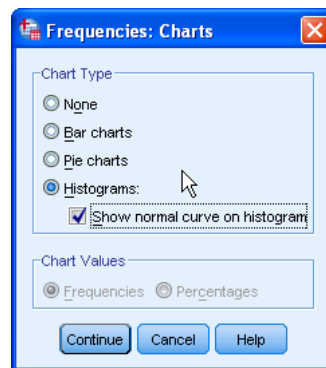 Frequencies: Charts
Chart Type
None
Bar charts
Pie charts
Histograms:
Show normal curve on histogram
Chart Values
Frequencies Percentages
Continue Cancel Help